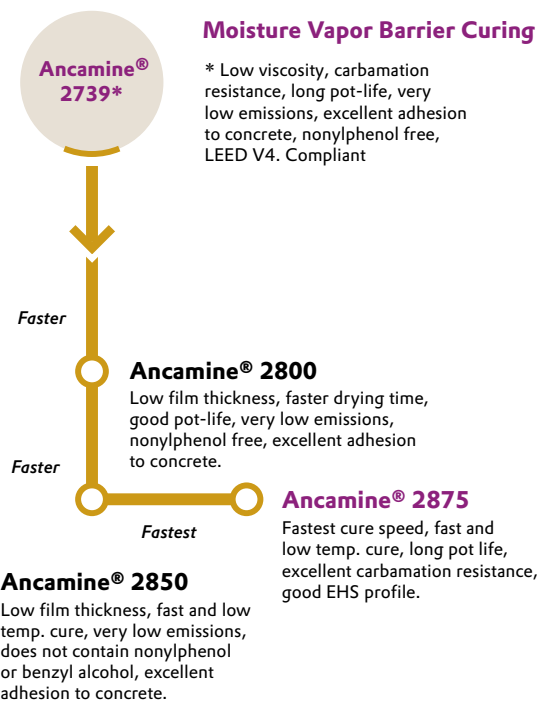 Moisture Vapor Barrier Curing
Ancamine®
2739*
* Low viscosity, carbamation
resistance, long pot-life, very
low emissions, excellent adhesion
to concrete, nonylphenol free,
LEED V4. Compliant
Faster
Ancamine® 2800
Low film thickness, faster drying time,
good pot-life, very low emissions,
nonylphenol free, excellent adhesion
to concrete.
Faster
Fastest
Ancamine® 2875
Fastest cure speed, fast and
low temp. cure, long pot life,
excellent carbamation resistance,
good EHS profile.
Ancamine® 2850
Low film thickness, fast and low
temp. cure, very low emissions,
does not contain nonylphenol
or benzyl alcohol, excellent
adhesion to concrete.